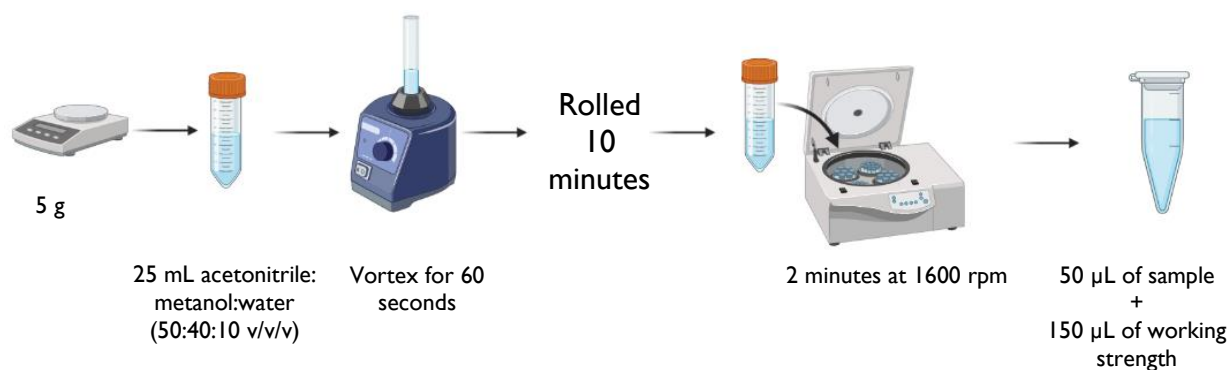 5 g
25 mL acetonitrile:
metanol:water
(50:40:10 v/v/v)
Vortex for 60
seconds
Rolled
10
minutes
2 minutes at 1600 rpm
50 µL of sample
+
150 µL of working
strength